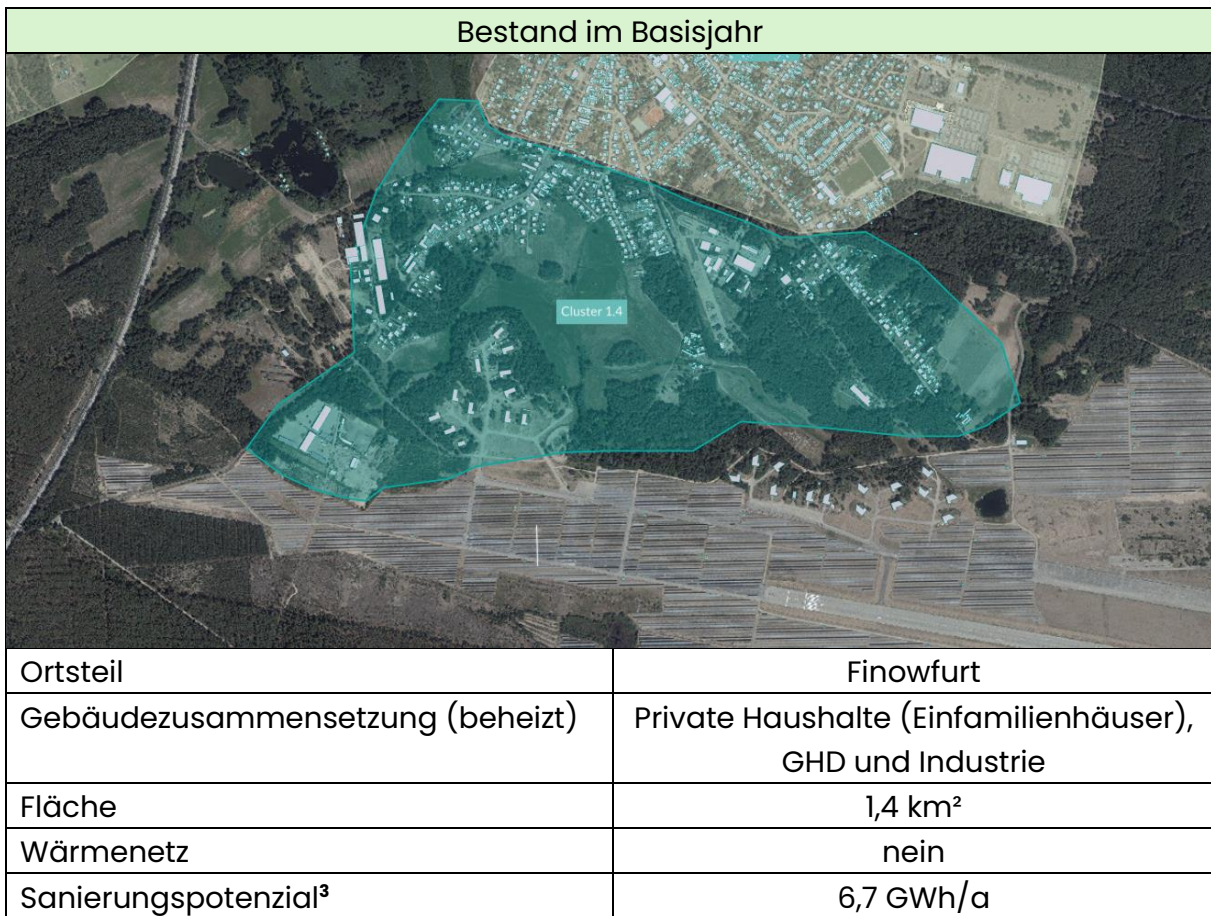 Bestand im Basisjahr
Cluster 1.4
Ortsteil
Finowfurt
Gebäudezusammensetzung (beheizt)
Private Haushalte (Einfamilienhäuser),
GHD und Industrie
Fläche
1,4 km²
Wärmenetz
nein
Sanierungspotenzial³
6,7 GWh/a